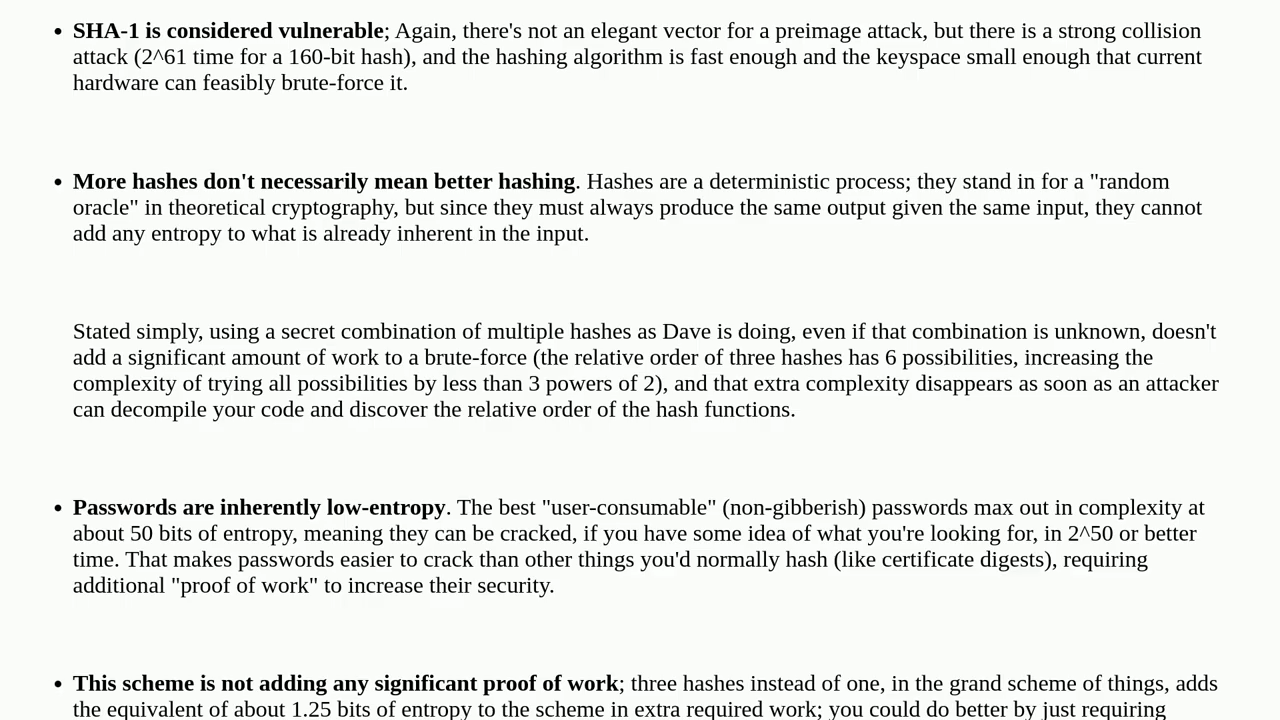 • SHA-1 is considered vulnerable; Again, there's not an elegant vector for a preimage attack, but there is a strong collision
attack (2^61 time for a 160-bit hash), and the hashing algorithm is fast enough and the keyspace small enough that current
hardware can feasibly brute-force it.
• More hashes don't necessarily mean better hashing. Hashes are a deterministic process; they stand in for a "random
oracle" in theoretical cryptography, but since they must always produce the same output given the same input, they cannot
add any entropy to what is already inherent in the input.
Stated simply, using a secret combination of multiple hashes as Dave is doing, even if that combination is unknown, doesn't
add a significant amount of work to a brute-force (the relative order of three hashes has 6 possibilities, increasing the
complexity of trying all possibilities by less than 3 powers of 2), and that extra complexity disappears as soon as an attacker
can decompile your code and discover the relative order of the hash functions.
• Passwords are inherently low-entropy. The best "user-consumable" (non-gibberish) passwords max out in complexity at
about 50 bits of entropy, meaning they can be cracked, if you have some idea of what you're looking for, in 2^50 or better
time. That makes passwords easier to crack than other things you'd normally hash (like certificate digests), requiring
additional "proof of work" to increase their security.
• This scheme is not adding any significant proof of work; three hashes instead of one, in the grand scheme of things, adds
the equivalent of about 1.25 bits of entropy to the scheme in extra required work; you could do better by just requiring